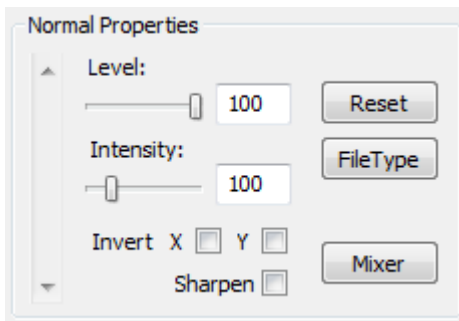 Normal Properties
Level:
100
Reset
Intensity:
FileType
100
Invert X Y
Mixer
Sharpen